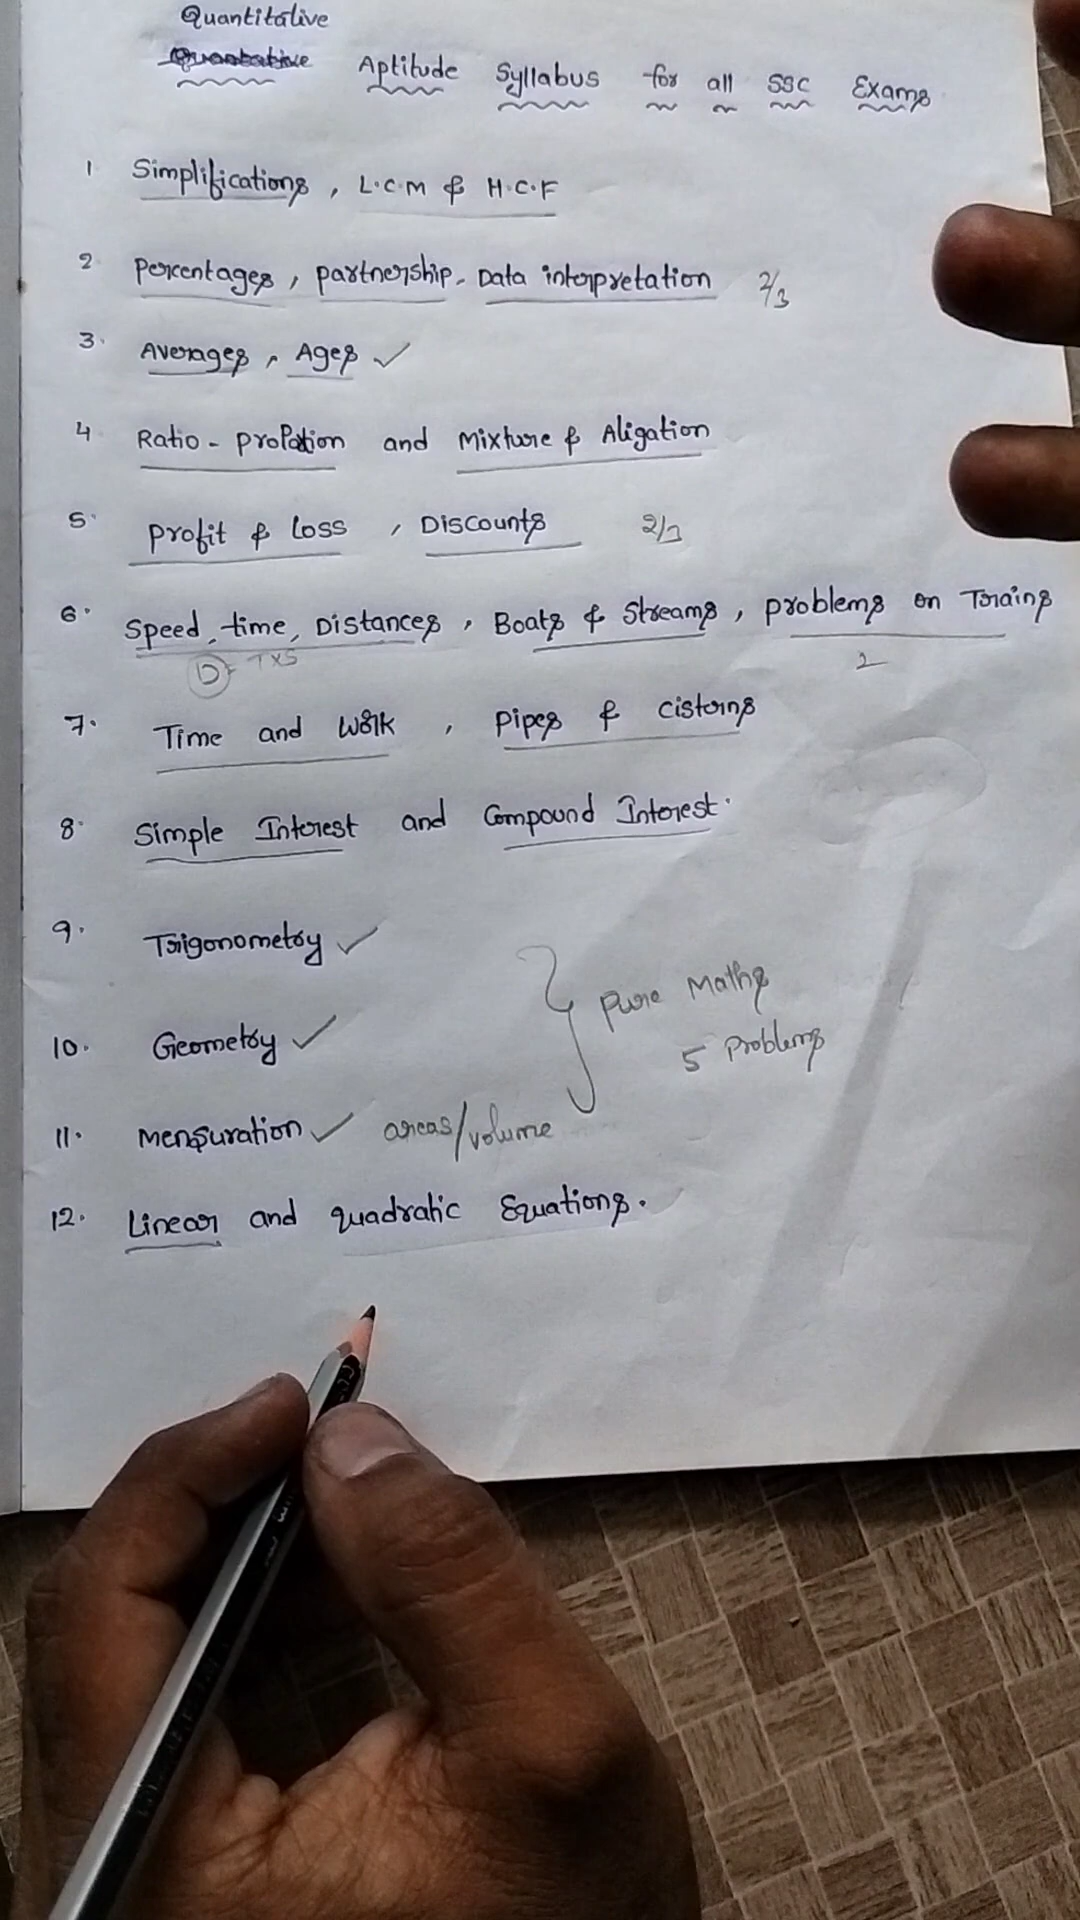 Quantitative
Aptitude Syllabus for all SSC Exams
1 Simplifications, L.C.M & H.C.F
2. Percentages, partnership, Data interpretation 2/3
3. Averages, Ages ✓
4 Ratio - propotion and Mixture & Aligation
5. Profit & Loss, Discounts 2/3
6. Speed, time, Distances, Boats & Streams, problems on Trains
D = T×S 2
7. Time and Work, Pipes & cisterns
8. Simple Interest and Compound Interest.
9. Trigonometry ✓
pure Maths
10. Geometry ✓
5 Problems
11. Mensuration ✓ areas/volume
12. Linear and quadratic Equations.